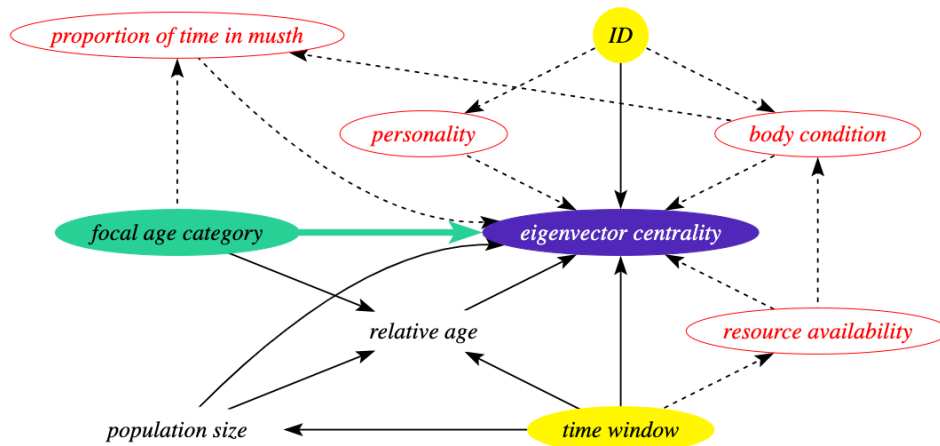 proportion of time in musth
ID
personality
body condition
focal age category
eigenvector centrality
relative age
resource availability
population size
time window